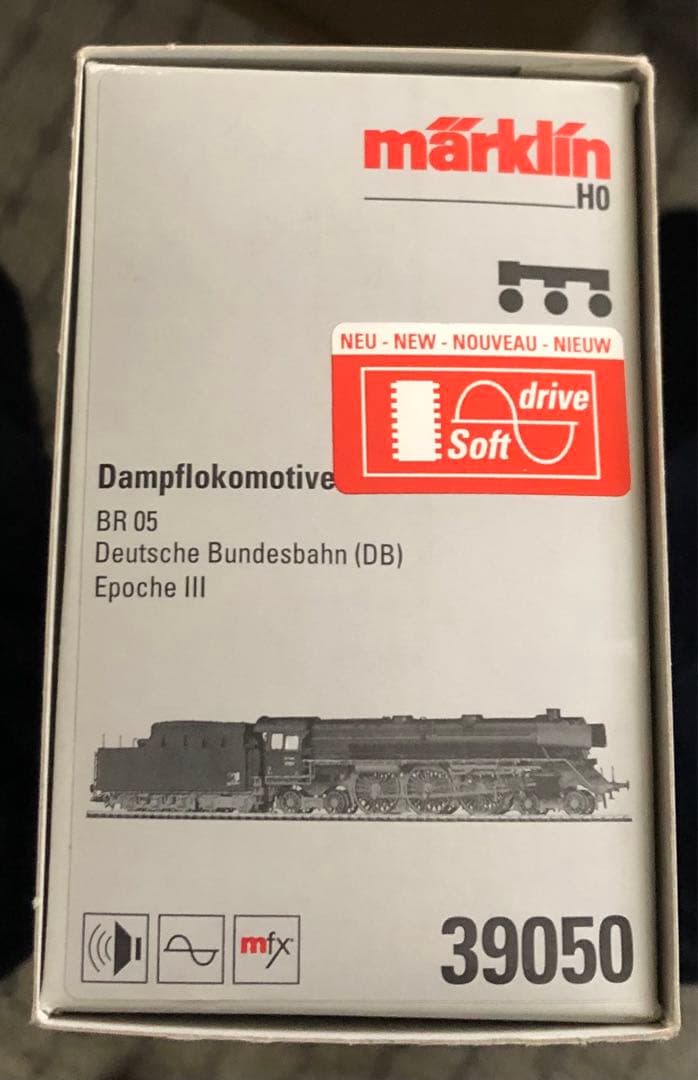 märklin
H0
NEU - NEW - NOUVEAU - NIEUW
drive
Soft
Dampflokomotive
BR 05
Deutsche Bundesbahn (DB)
Epoche III
mfx
39050